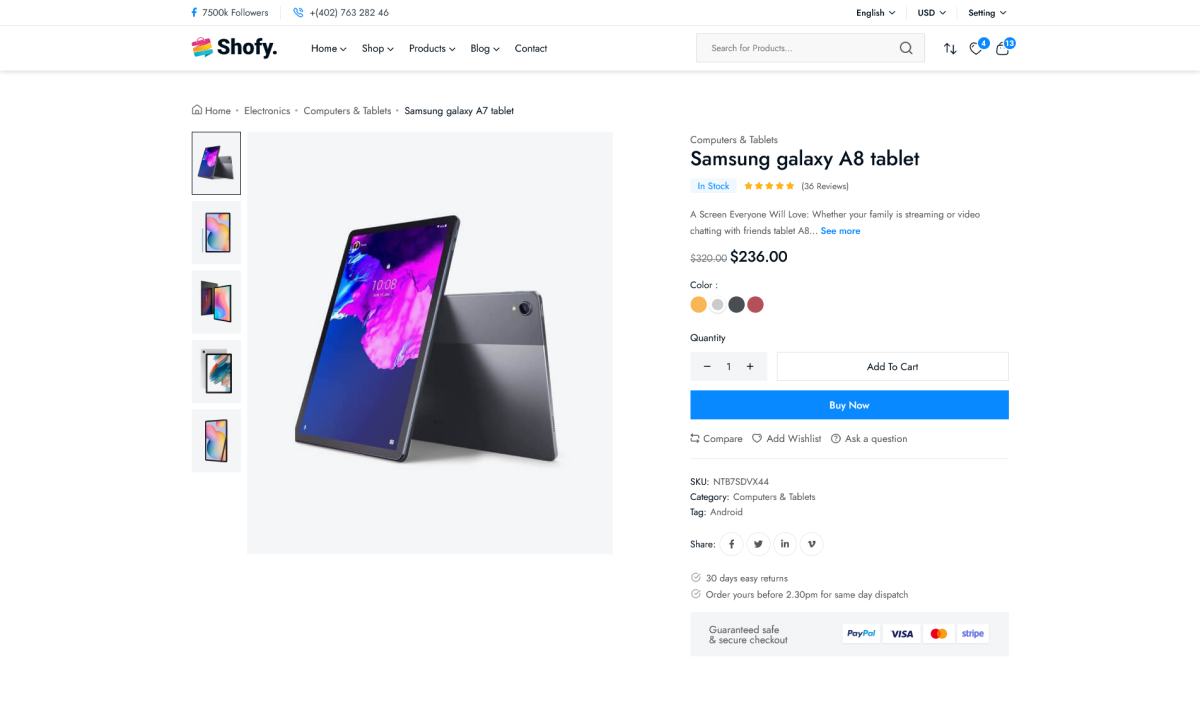 7500k Followers
+(402) 763 282 46
English
USD
Setting
Shofy.
Home
Shop
Products
Blog
Contact
Search for Products...
4
13
Home • Electronics • Computers & Tablets • Samsung galaxy A7 tablet
10:08
Computers & Tablets
Samsung galaxy A8 tablet
In Stock
(36 Reviews)
A Screen Everyone Will Love: Whether your family is streaming or video
chatting with friends tablet A8... See more
$320.00 $236.00
Color :
Quantity
− 1 +
Add To Cart
Buy Now
Compare
Add Wishlist
Ask a question
SKU: NTB7SDVX44
Category: Computers & Tablets
Tag: Android
Share:
30 days easy returns
Order yours before 2.30pm for same day dispatch
Guaranteed safe
& secure checkout
PayPal
VISA
stripe